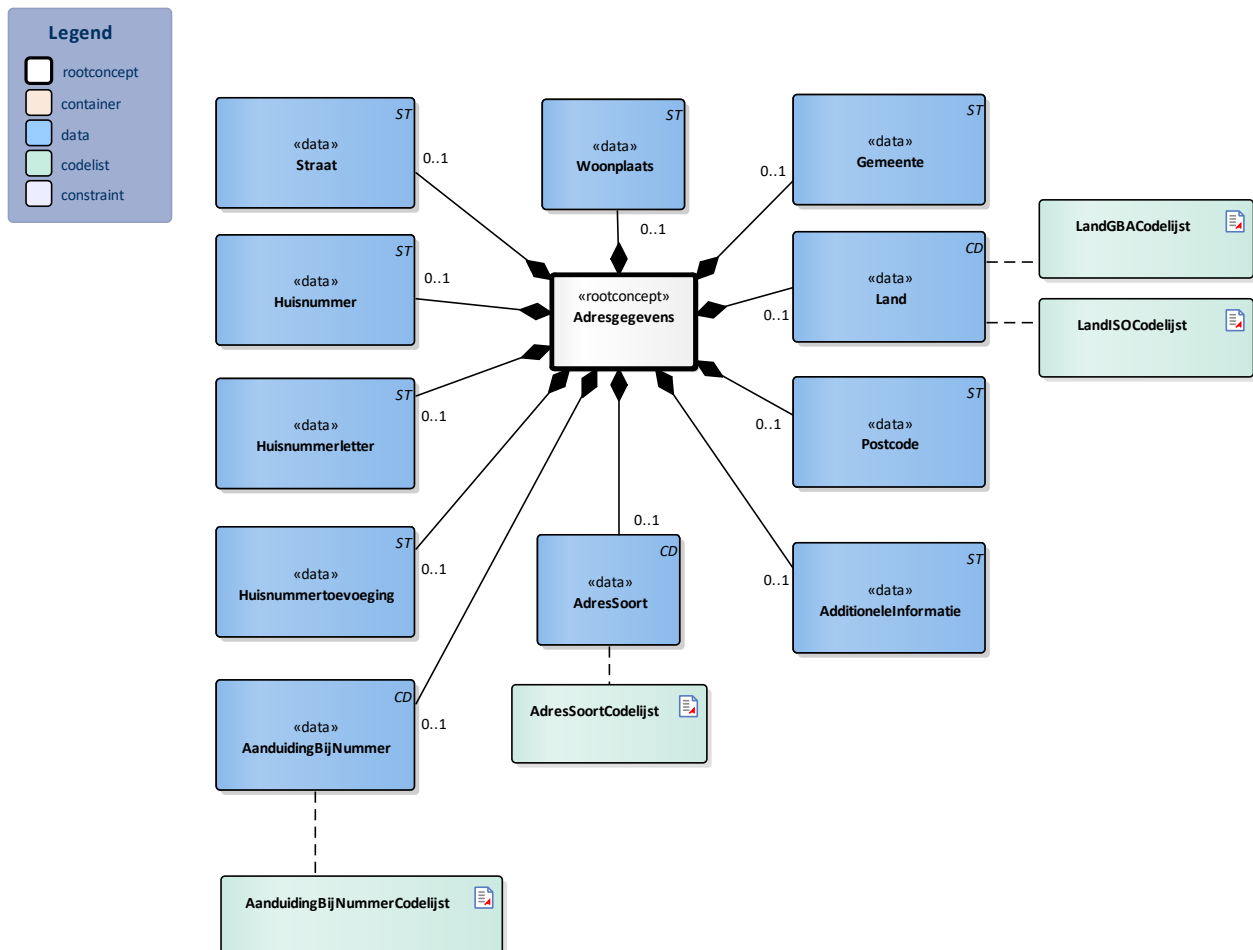 Legend
rootconcept
container
data
codelist
constraint
ST
«data»
Straat
0..1
ST
«data»
Woonplaats
0..1
ST
«data»
Gemeente
0..1
ST
«data»
Huisnummer
0..1
«rootconcept»
Adresgegevens
CD
«data»
Land
0..1
LandGBACodelijst
LandISOCodelijst
ST
«data»
Huisnummerletter
0..1
ST
«data»
Postcode
0..1
ST
«data»
Huisnummertoevoeging
0..1
CD
«data»
AdresSoort
0..1
ST
«data»
AdditioneleInformatie
0..1
CD
«data»
AanduidingBijNummer
0..1
AdresSoortCodelijst
AanduidingBijNummerCodelijst